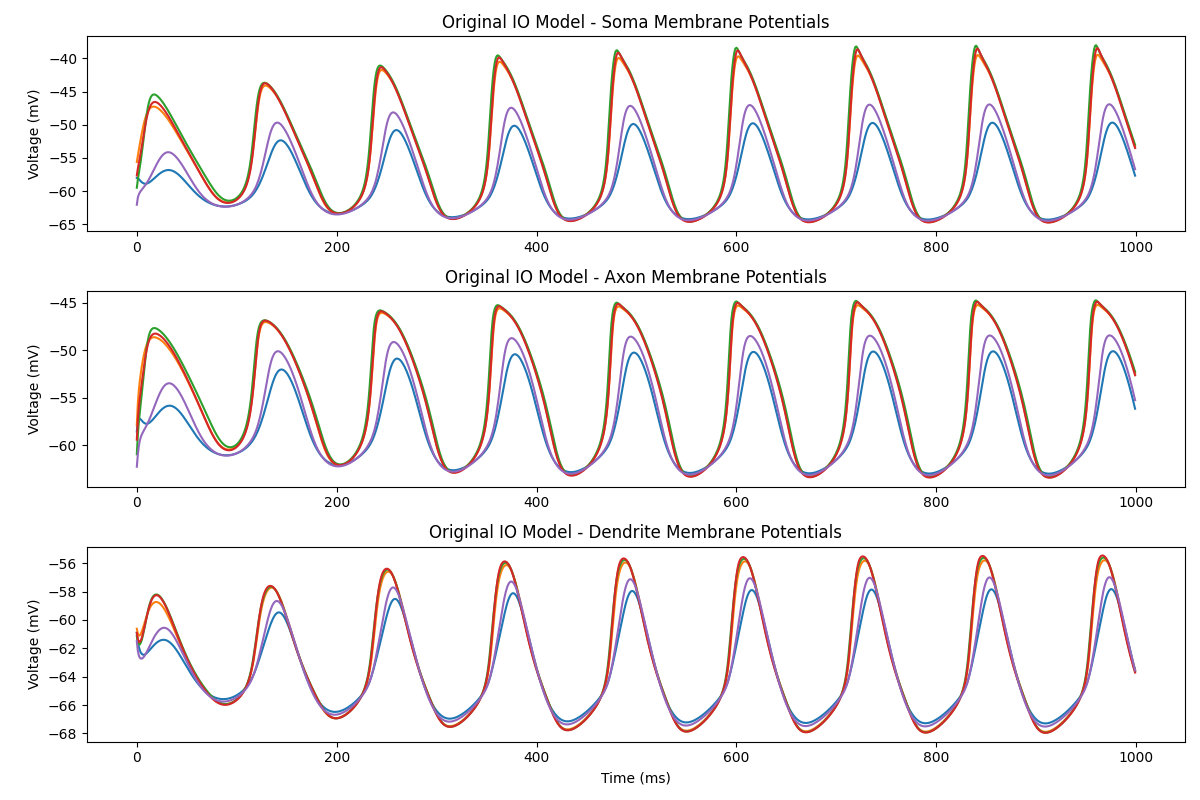 Original IO Model - Soma Membrane Potentials
Voltage (mV)
−40
−45
−50
−55
−60
−65
0 200 400 600 800 1000
Original IO Model - Axon Membrane Potentials
Voltage (mV)
−45
−50
−55
−60
0 200 400 600 800 1000
Original IO Model - Dendrite Membrane Potentials
Voltage (mV)
−56
−58
−60
−62
−64
−66
−68
0 200 400 600 800 1000
Time (ms)